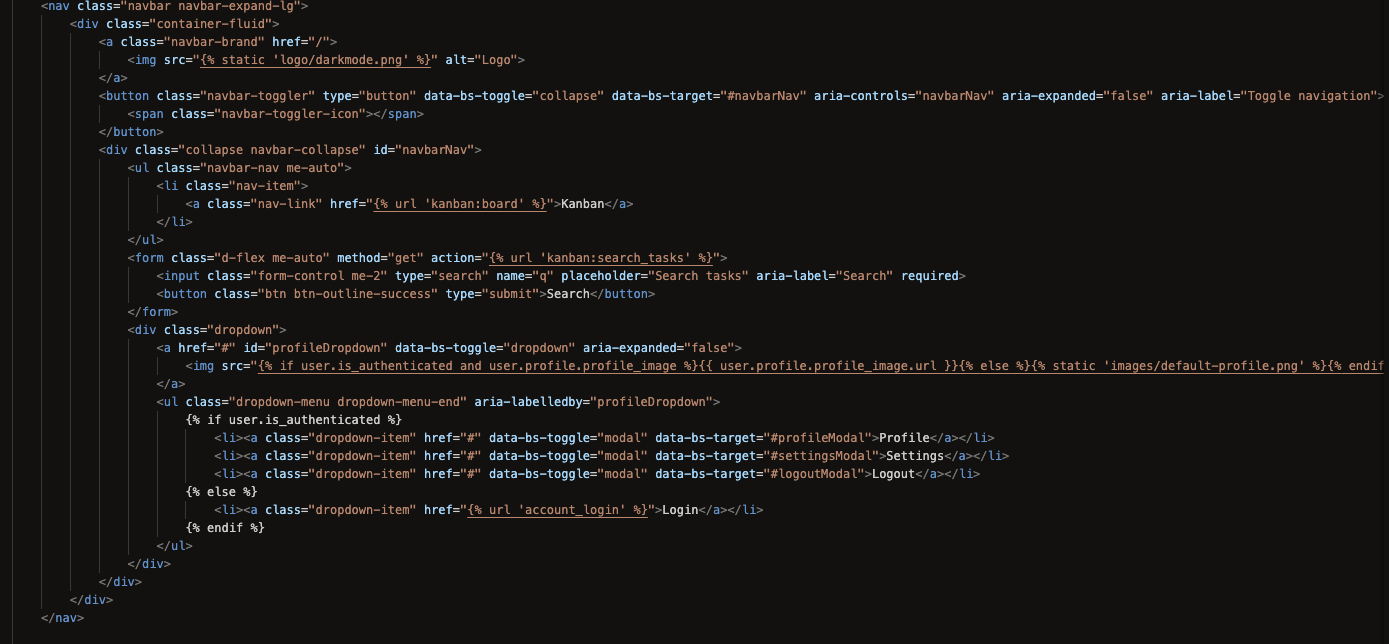 <nav class="navbar navbar-expand-lg">
<div class="container-fluid">
<a class="navbar-brand" href="/">
<img src="{% static 'logo/darkmode.png' %}" alt="Logo">
</a>
<button class="navbar-toggler" type="button" data-bs-toggle="collapse" data-bs-target="#navbarNav" aria-controls="navbarNav" aria-expanded="false" aria-label="Toggle navigation">
<span class="navbar-toggler-icon"></span>
</button>
<div class="collapse navbar-collapse" id="navbarNav">
<ul class="navbar-nav me-auto">
<li class="nav-item">
<a class="nav-link" href="{% url 'kanban:board' %}">Kanban</a>
</li>
</ul>
<form class="d-flex me-auto" method="get" action="{% url 'kanban:search_tasks' %}">
<input class="form-control me-2" type="search" name="q" placeholder="Search tasks" aria-label="Search" required>
<button class="btn btn-outline-success" type="submit">Search</button>
</form>
<div class="dropdown">
<a href="#" id="profileDropdown" data-bs-toggle="dropdown" aria-expanded="false">
<img src="{% if user.is_authenticated and user.profile.profile_image %}{{ user.profile.profile_image.url }}{% else %}{% static 'images/default-profile.png' %}{% endif
</a>
<ul class="dropdown-menu dropdown-menu-end" aria-labelledby="profileDropdown">
{% if user.is_authenticated %}
<li><a class="dropdown-item" href="#" data-bs-toggle="modal" data-bs-target="#profileModal">Profile</a></li>
<li><a class="dropdown-item" href="#" data-bs-toggle="modal" data-bs-target="#settingsModal">Settings</a></li>
<li><a class="dropdown-item" href="#" data-bs-toggle="modal" data-bs-target="#logoutModal">Logout</a></li>
{% else %}
<li><a class="dropdown-item" href="{% url 'account_login' %}">Login</a></li>
{% endif %}
</ul>
</div>
</div>
</div>
</nav>